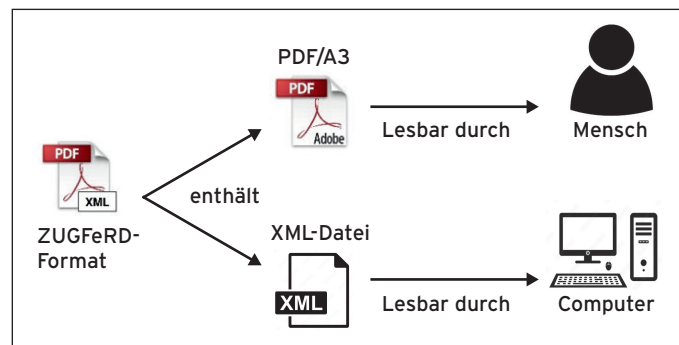 PDF/A3
PDF
Adobe
Lesbar durch
Mensch
PDF
XML
enthält
ZUGFeRD-
Format
XML-Datei
XML
Lesbar durch
Computer